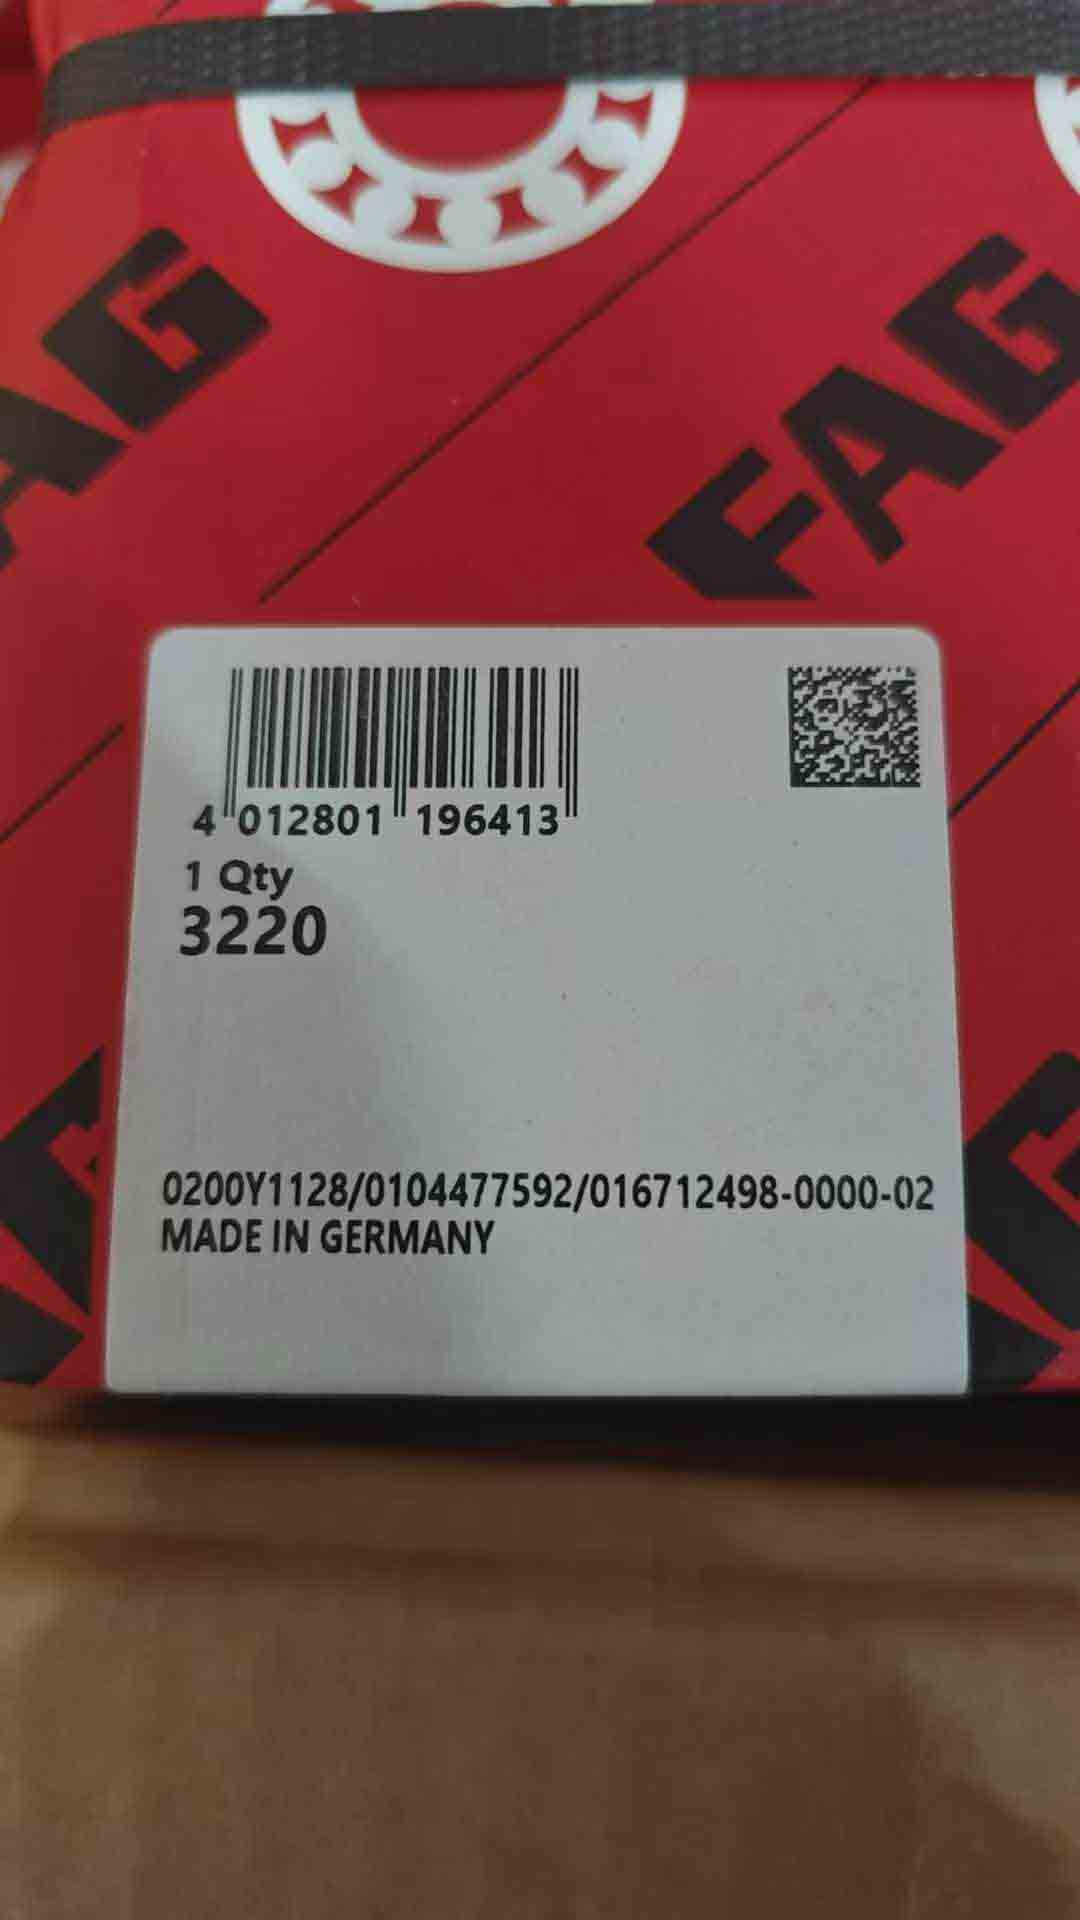 FAG
FAG
4 012801 196413
1 Qty
3220
0200Y1128/0104477592/016712498-0000-02
MADE IN GERMANY